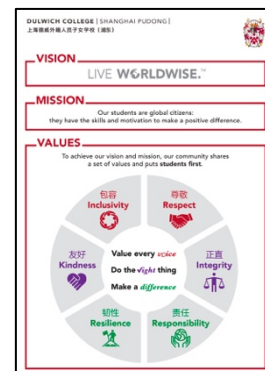 DULWICH COLLEGE | SHANGHAI PUDONG |
上海德威外籍人员子女学校（浦东）
VISION
LIVE WORLDWISE.™
MISSION
Our students are global citizens:
they have the skills and motivation to make a positive difference.
VALUES
To achieve our vision and mission, our community shares
a set of values and puts students first.
包容
Inclusivity
尊敬
Respect
友好
Kindness
Value every voice
Do the right thing
Make a difference
正直
Integrity
韧性
Resilience
责任
Responsibility